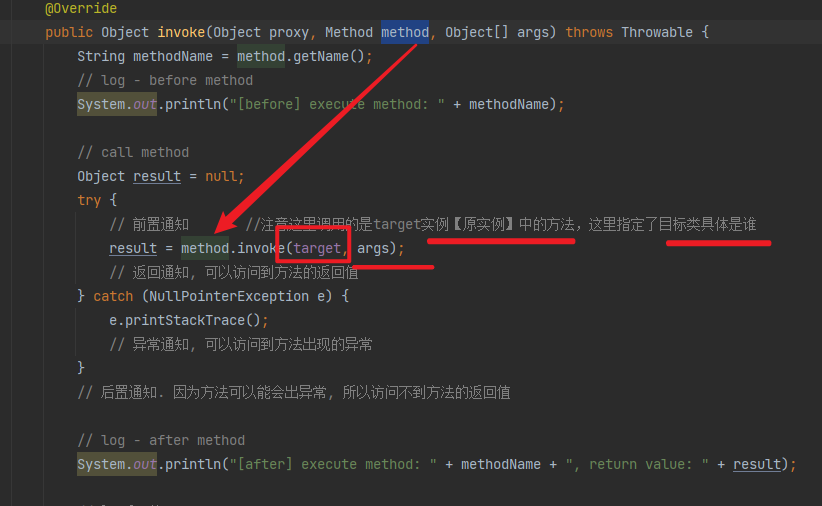 @Override
public Object invoke(Object proxy, Method method, Object[] args) throws Throwable {
String methodName = method.getName();
// log - before method
System.out.println("[before] execute method: " + methodName);
// call method
Object result = null;
try {
// 前置通知 //注意这里调用的是target实例【原实例】中的方法，这里指定了目标类具体是谁
result = method.invoke(target, args);
// 返回通知, 可以访问到方法的返回值
} catch (NullPointerException e) {
e.printStackTrace();
// 异常通知, 可以访问到方法出现的异常
}
// 后置通知. 因为方法可以能会出异常, 所以访问不到方法的返回值
// log - after method
System.out.println("[after] execute method: " + methodName + ", return value: " + result);